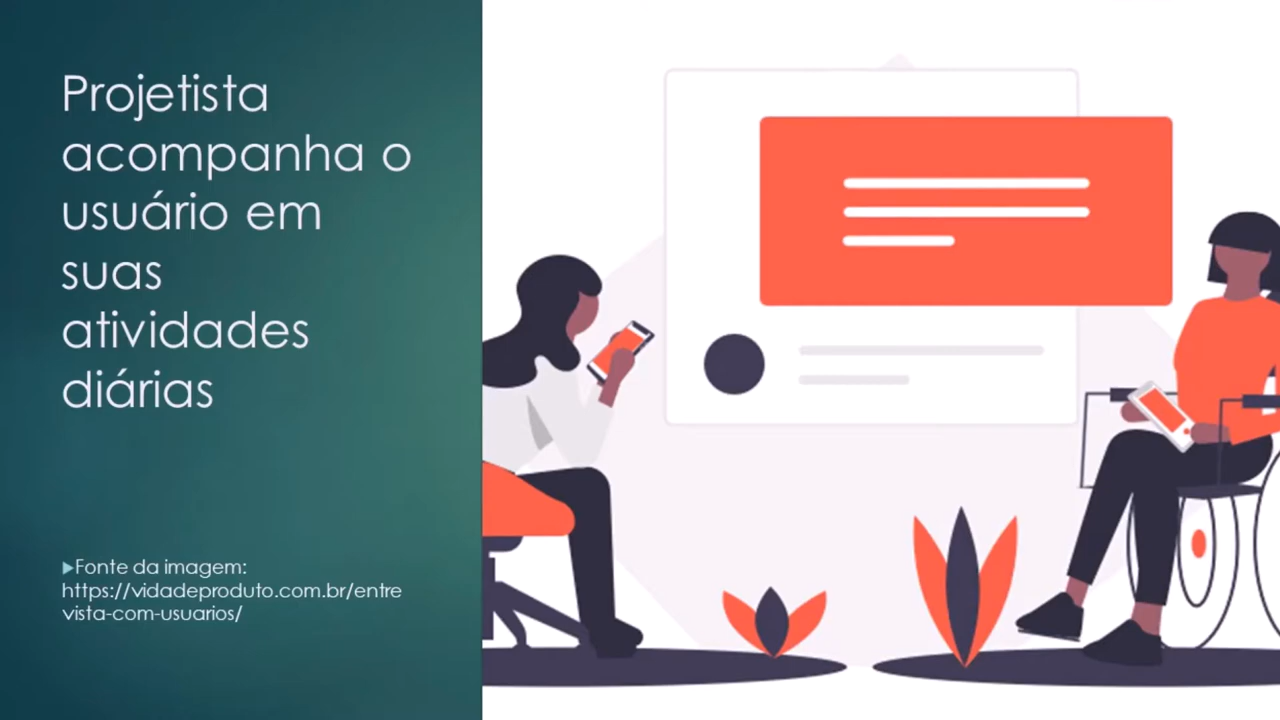 Projetista
acompanha o
usuário em
suas
atividades
diárias
Fonte da imagem:
https://vidadeproduto.com.br/entre
vista-com-usuarios/